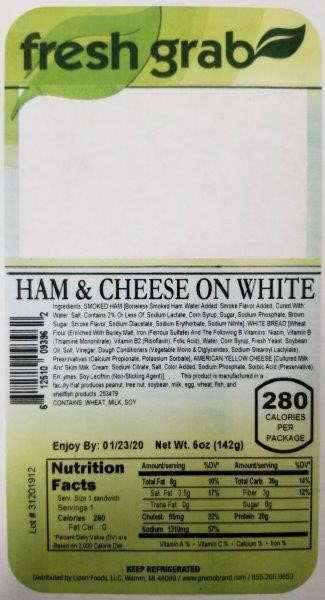 fresh grab
HAM & CHEESE ON WHITE
Ingredients: SMOKED HAM [Boneless Smoked Ham Water Added, Smoke Flavor Added, Cured With:
Water, Salt, Contains 2% Or Less Of: Sodium Lactate, Corn Syrup, Sugar, Sodium Phosphate, Brown
Sugar, Smoke Flavor, Sodium Diacetate, Sodium Erythorbate, Sodium Nitrite]. WHITE BREAD [Wheat
Flour (Enriched With Barley Malt, Iron (Ferrous Sulfate) And The Following B Vitamins: Niacin, Vitamin B
(Thiamine Mononitrate), Vitamin B2 (Riboflavin), Folic Acid), Water, Corn Syrup, Fresh Yeast, Soybean
Oil, Salt, Vinegar, Dough Conditioners (Vegetable Mono & Diglycerides, Sodium Stearoyl Lactylate),
Preservatives (Calcium Propionate, Potassium Sorbate], AMERICAN YELLOW CHEESE [Cultured Milk
And Skim Milk, Cream, Sodium Citrate, Salt, Color Added, Sodium Phosphate, Sorbic Acid (Preservative),
Enzymes, Soy Lecithin (Non-Sticking Agent)]. This product is manufactured in a
facility that produces peanut, tree nut, soybean, milk, egg, wheat, fish, and
shellfish products 253479
CONTAINS: WHEAT, MILK, SOY
6 12510 09396 2
280
CALORIES
PER
PACKAGE
Enjoy By: 01/23/20 Net Wt. 5oz (142g)
Lot # 31201912
Nutrition
Facts
Serv. Size 1 sandwich
Servings 1
Calories 280
Fat Cal 0
*Percent Daily Value (DV) are
Based on 2,000 Calorie Diet
Amount/serving %DV* Amount/serving %DV*
Total Fat 8g 10% Total Carb. 36g 14%
Sat. Fat 3.5g 17% Fiber 3g 12%
Trans Fat 0g Sugar 6g
Cholest. 65mg 22% Protein 20g
Sodium 1310mg 57%
Vitamin A % • Vitamin C % • Calcium % • Iron %
KEEP REFRIGERATED
Distributed by Lipari Foods, LLC. Warren, MI 48089 / www.premobrand.com / 855.265.9653